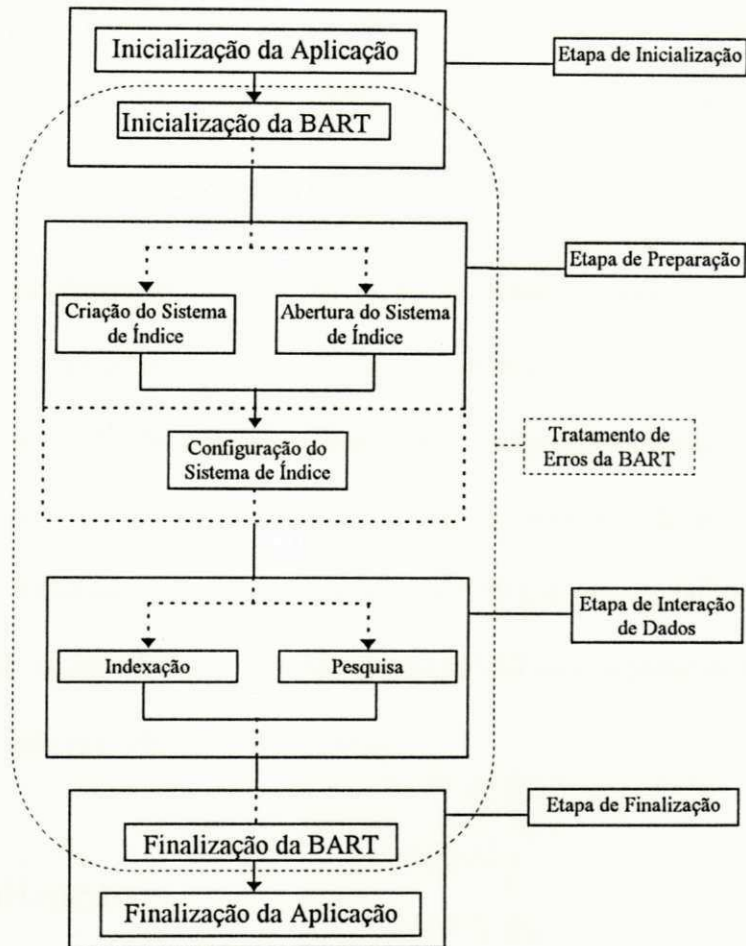 Inicialização da Aplicação
Etapa de Inicialização
Inicialização da BART
Etapa de Preparação
Criação do Sistema
de Índice
Abertura do Sistema
de Índice
Configuração do
Sistema de Índice
Tratamento de
Erros da BART
Etapa de Interação
de Dados
Indexação
Pesquisa
Etapa de Finalização
Finalização da BART
Finalização da Aplicação